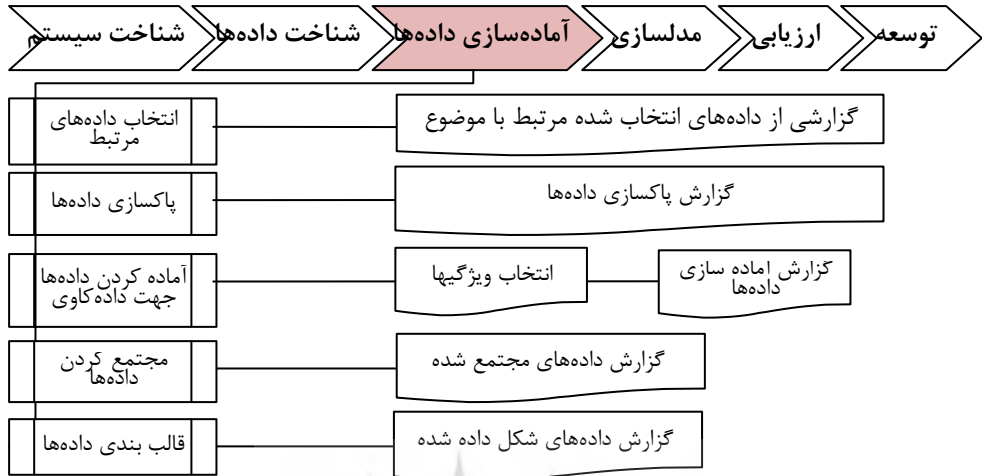 شناخت سیستم
شناخت داده‌ها
آماده‌سازی داده‌ها
مدلسازی
ارزیابی
توسعه
انتخاب داده‌های
مرتبط
گزارشی از داده‌های انتخاب شده مرتبط با موضوع
پاکسازی داده‌ها
گزارش پاکسازی داده‌ها
آماده کردن داده‌ها
جهت داده‌کاوی
انتخاب ویژگیها
گزارش اماده سازی
داده‌ها
مجتمع کردن
داده‌ها
گزارش داده‌های مجتمع شده
قالب بندی داده‌ها
گزارش داده‌های شکل داده شده